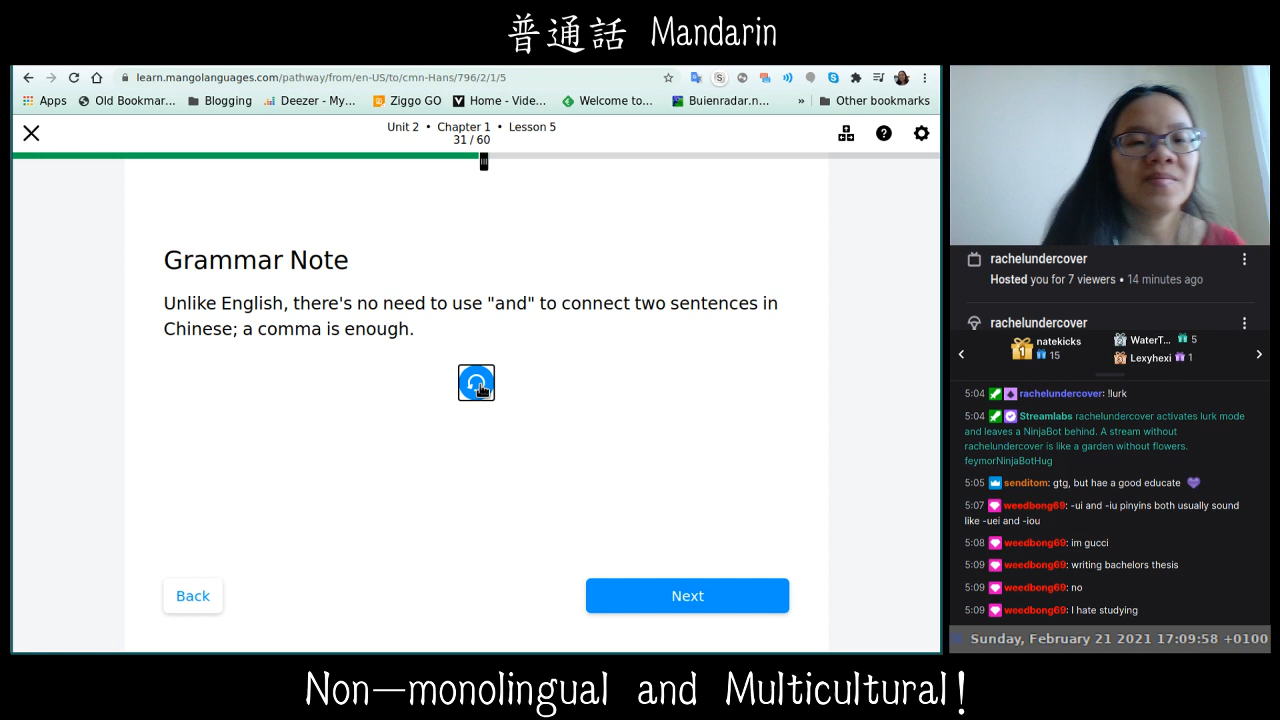 普通話 Mandarin
learn.mangolanguages.com/pathway/from/en-US/to/cmn-Hans/796/2/1/5
Apps
Old Bookmar...
Blogging
Deezer - My...
Ziggo GO
Home - Vide...
Welcome to...
Buienradar.n...
»
Other bookmarks
Unit 2 • Chapter 1 • Lesson 5
31 / 60
Grammar Note
Unlike English, there's no need to use "and" to connect two sentences in
Chinese; a comma is enough.
Back
Next
rachelundercover
Hosted you for 7 viewers • 14 minutes ago
rachelundercover
natekicks
1
15
WaterT... 5
Lexyhexi 1
5:04 rachelundercover: !lurk
5:04 Streamlabs rachelundercover activates lurk mode
and leaves a NinjaBot behind. A stream without
rachelundercover is like a garden without flowers.
feymorNinjaBotHug
5:05 senditom: gtg, but hae a good educate
5:07 weedbong69: -ui and -iu pinyins both usually sound
like -uei and -iou
5:08 weedbong69: im gucci
5:09 weedbong69: writing bachelors thesis
5:09 weedbong69: no
5:09 weedbong69: I hate studying
Sunday, February 21 2021 17:09:58 +0100
Non-monolingual and Multicultural!